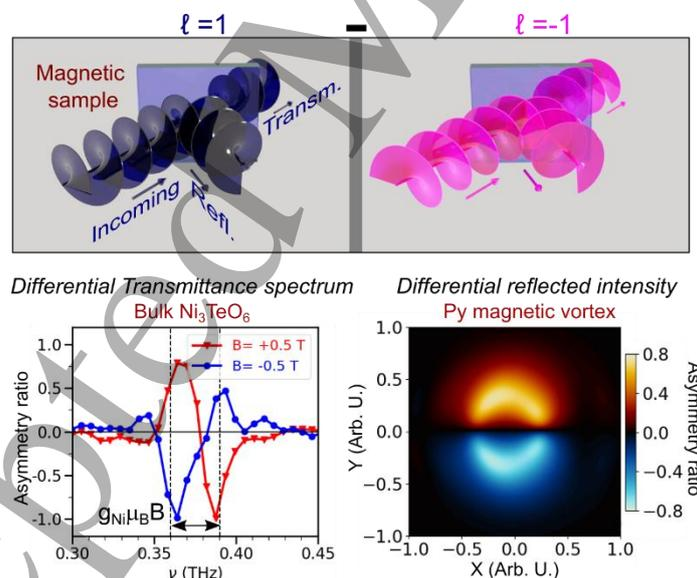 ℓ =1
-
ℓ=-1
Magnetic
sample
Transm.
Incoming
Refl.
Differential Transmittance spectrum
Bulk Ni₃TeO₆
Differential reflected intensity
Py magnetic vortex
B= +0.5 T
B= -0.5 T
Asymmetry ratio
1.0
0.5
0.0
-0.5
-1.0
g_Niμ_BB
0.30
0.35
0.40
0.45
ν (THz)
Y (Arb. U.)
1.0
0.5
0.0
−0.5
−1.0
−1.0
−0.5
0.0
0.5
1.0
X (Arb. U.)
0.8
0.4
0.0
−0.4
−0.8
Asymmetry ratio